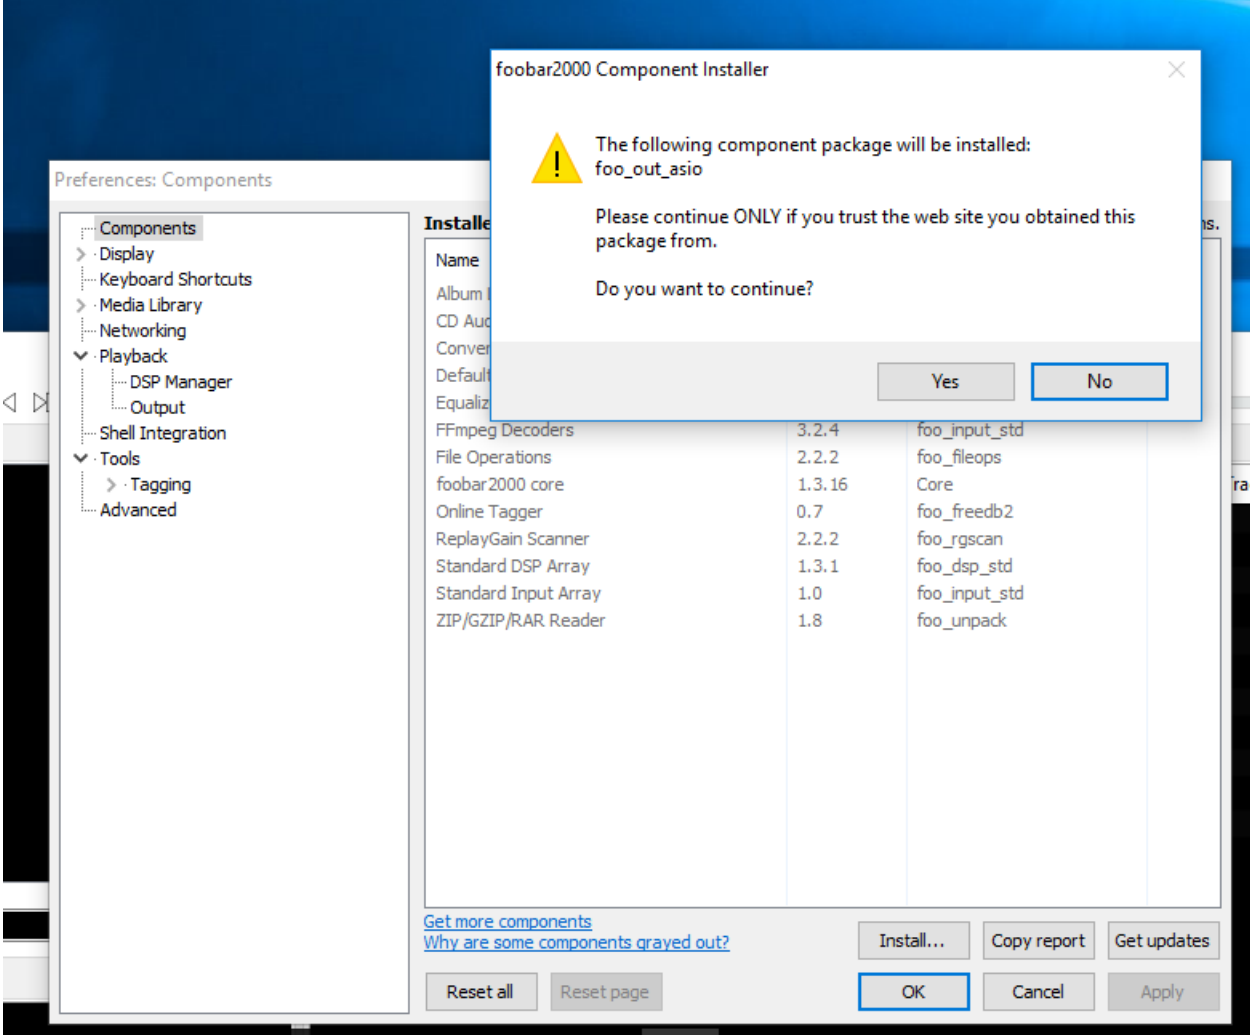 foobar2000 Component Installer
The following component package will be installed:
foo_out_asio
Please continue ONLY if you trust the web site you obtained this
package from.
Do you want to continue?
Yes No
Preferences: Components
Components
Display
Keyboard Shortcuts
Media Library
Networking
Playback
DSP Manager
Output
Shell Integration
Tools
Tagging
Advanced
Name
Album
FFmpeg Decoders 3.2.4 foo_input_std
File Operations 2.2.2 foo_fileops
foobar2000 core 1.3.16 Core
Online Tagger 0.7 foo_freedb2
ReplayGain Scanner 2.2.2 foo_rgscan
Standard DSP Array 1.3.1 foo_dsp_std
Standard Input Array 1.0 foo_input_std
ZIP/GZIP/RAR Reader 1.8 foo_unpack
Get more components
Why are some components grayed out?
Install... Copy report Get updates
Reset all Reset page OK Cancel Apply